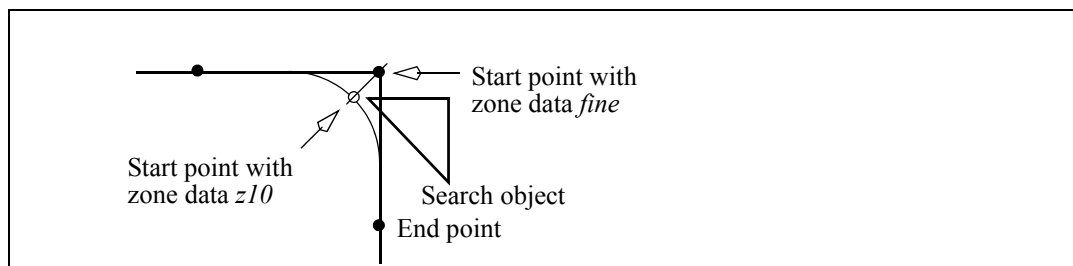 Start point with
zone data fine
Start point with
zone data z10
Search object
End point